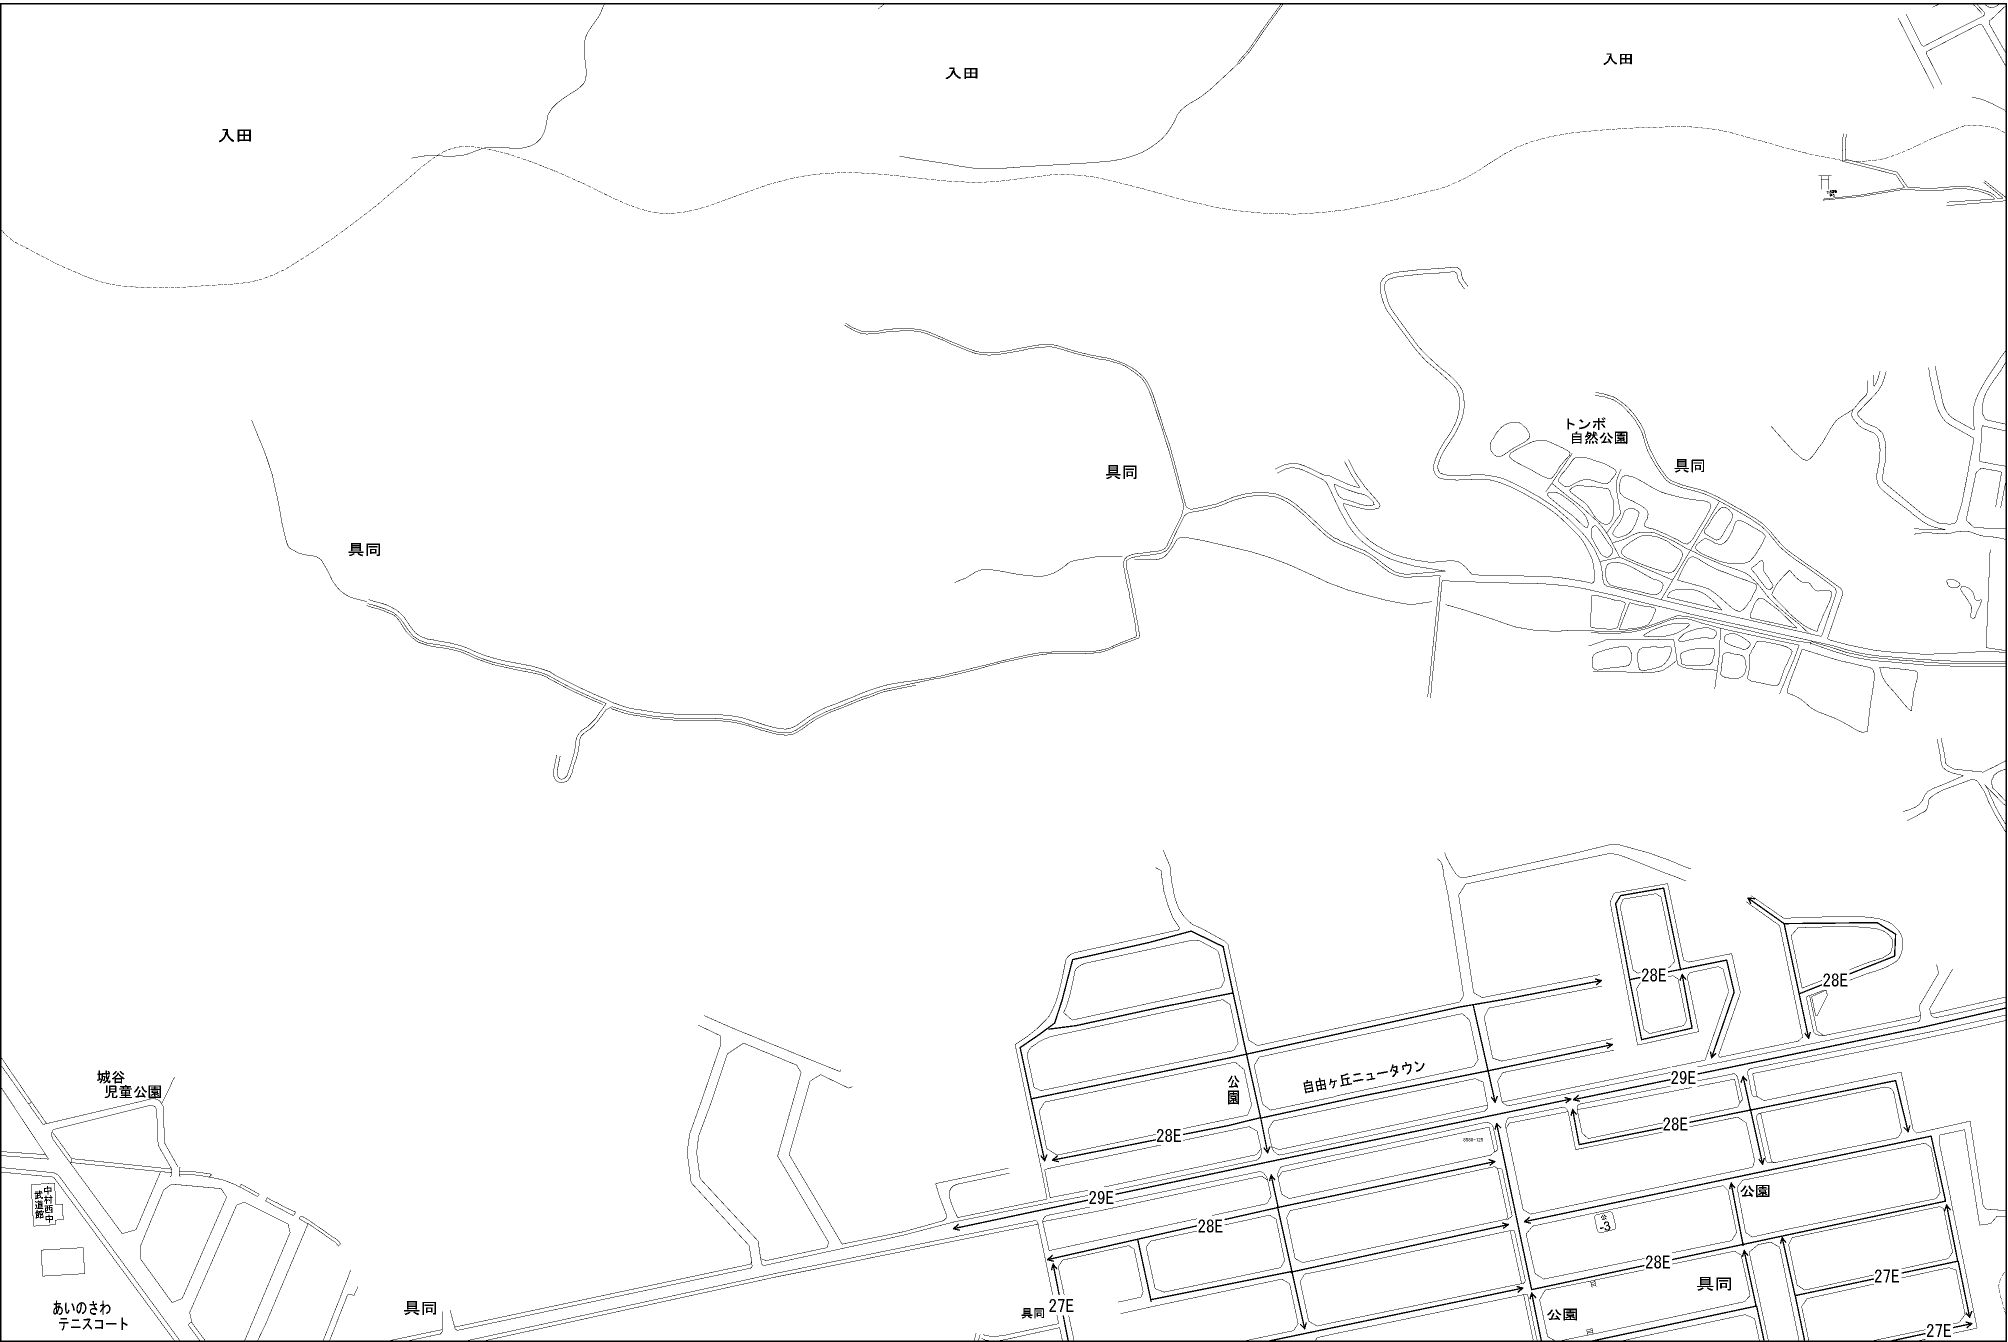 入田
入田
入田
トンボ
自然公園
具同
具同
具同
28E
28E
自由ヶ丘ニュータウン
29E
城谷
児童公園
公園
28E
28E
中村西中
武道館
29E
28E
公園
公
-3
28E
27E
具同
あいのさわ
テニスコート
具同
具同
27E
公園
27E